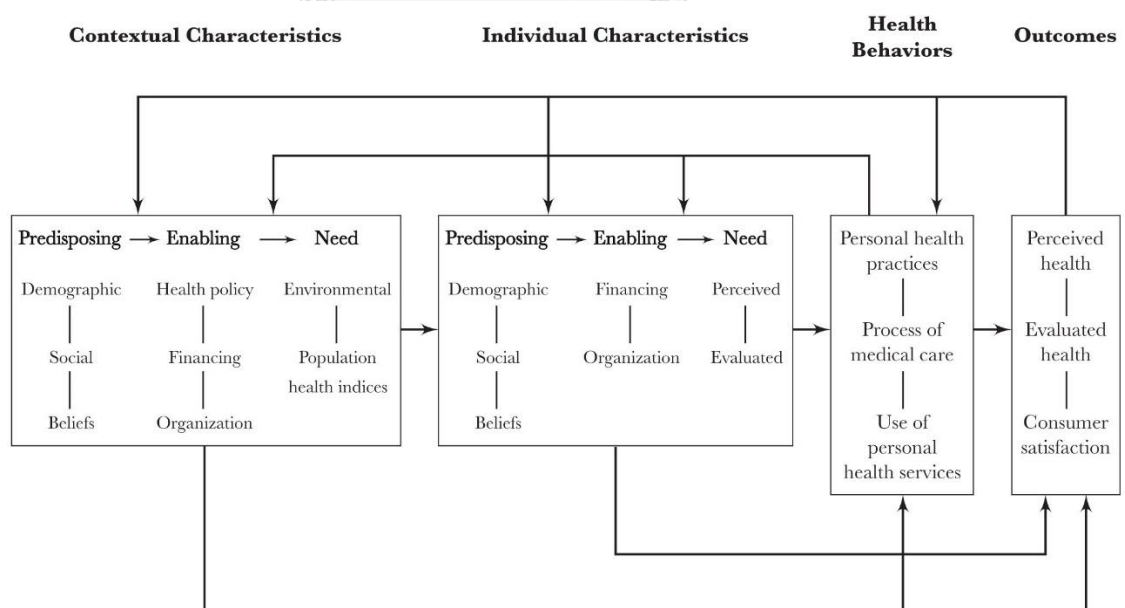 Contextual Characteristics
Individual Characteristics
Health
Behaviors
Outcomes
Predisposing
Enabling
Need
Demographic
Social
Beliefs
Health policy
Financing
Organization
Environmental
Population
health indices
Predisposing
Enabling
Need
Demographic
Social
Beliefs
Financing
Organization
Perceived
Evaluated
Personal health
practices
Process of
medical care
Use of
personal
health services
Perceived
health
Evaluated
health
Consumer
satisfaction